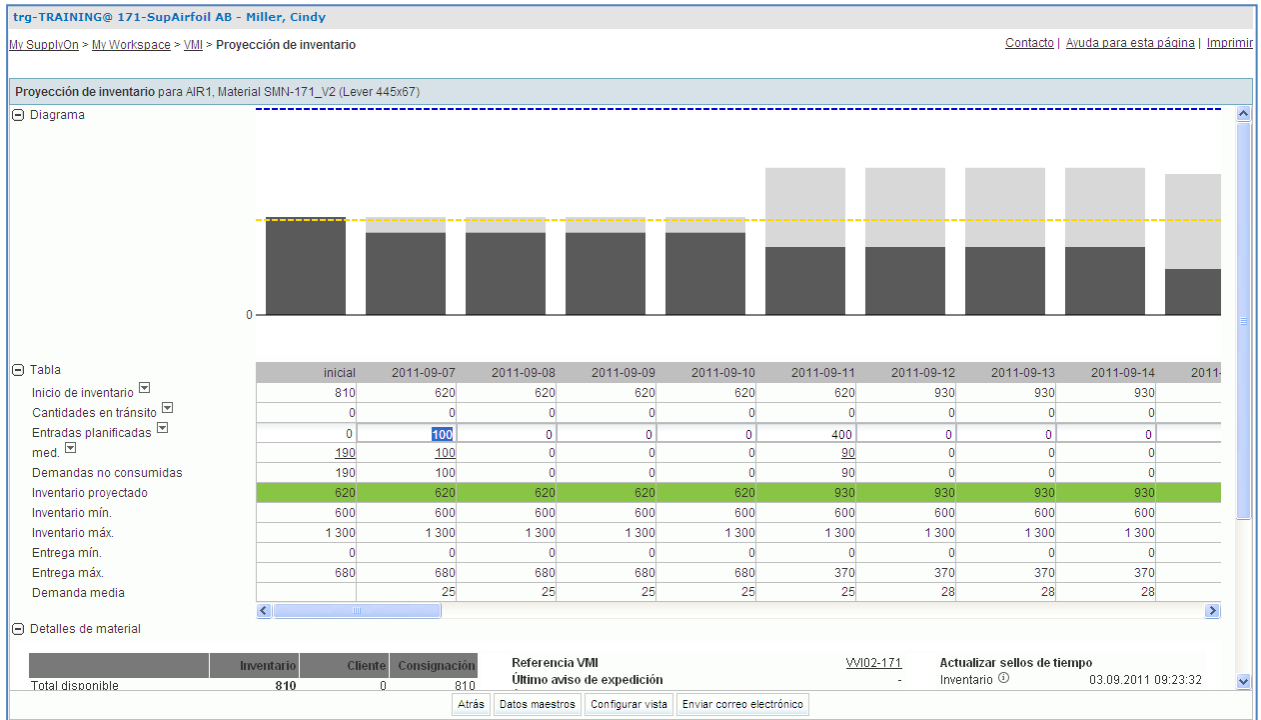 trg-TRAINING@ 171-SupAirfoil AB - Miller, Cindy
My SupplyOn > My Workspace > VMI > Proyección de inventario Contacto | Ayuda para esta página | Imprimir
Proyección de inventario para AIR1, Material SMN-171_V2 (Lever 445x67)
Diagrama
0
Tabla inicial 2011-09-07 2011-09-08 2011-09-09 2011-09-10 2011-09-11 2011-09-12 2011-09-13 2011-09-14 2011-
Inicio de inventario 810 620 620 620 620 620 930 930 930
Cantidades en tránsito 0 0 0 0 0 0 0 0 0
Entradas planificadas 0 100 0 0 0 400 0 0 0
med. 190 100 0 0 0 90 0 0 0
Demandas no consumidas 190 100 0 0 0 90 0 0 0
Inventario proyectado 620 620 620 620 620 930 930 930 930
Inventario mín. 600 600 600 600 600 600 600 600 600
Inventario máx. 1 300 1 300 1 300 1 300 1 300 1 300 1 300 1 300 1 300
Entrega mín. 0 0 0 0 0 0 0 0 0
Entrega máx. 680 680 680 680 680 370 370 370 370
Demanda media 25 25 25 25 25 28 28 28
Detalles de material
Inventario Cliente Consignación Referencia VMI VVI02-171 Actualizar sellos de tiempo
Total disponible 810 0 810 Último aviso de expedición - Inventario 03.09.2011 09:23:32
Atrás Datos maestros Configurar vista Enviar correo electrónico